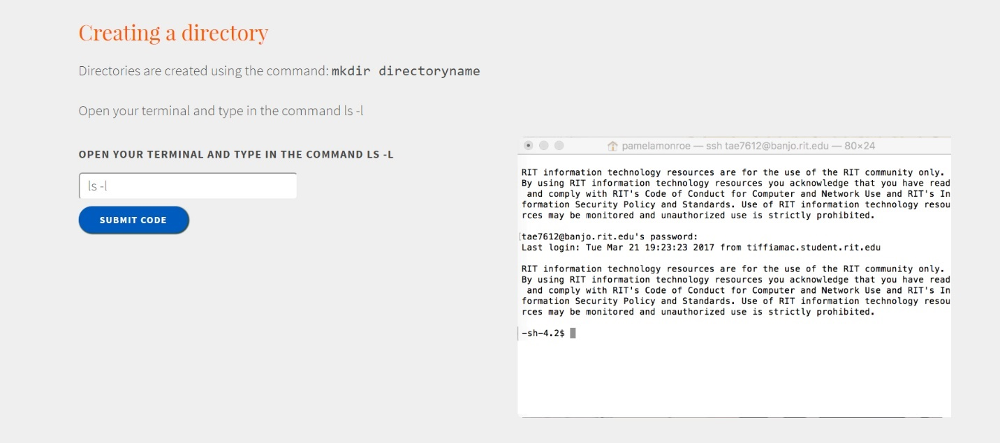 Creating a directory
Directories are created using the command: mkdir directoryname
Open your terminal and type in the command ls -l
OPEN YOUR TERMINAL AND TYPE IN THE COMMAND LS -L
ls -l
SUBMIT CODE
pamelamonroe — ssh tae7612@banjo.rit.edu — 80×24
RIT information technology resources are for the use of the RIT community only.
By using RIT information technology resources you acknowledge that you have read
 and comply with RIT's Code of Conduct for Computer and Network Use and RIT's In
formation Security Policy and Standards. Use of RIT information technology resou
rces may be monitored and unauthorized use is strictly prohibited.
[tae7612@banjo.rit.edu's password:
Last login: Tue Mar 21 19:23:23 2017 from tiffiamac.student.rit.edu
RIT information technology resources are for the use of the RIT community only.
By using RIT information technology resources you acknowledge that you have read
 and comply with RIT's Code of Conduct for Computer and Network Use and RIT's In
formation Security Policy and Standards. Use of RIT information technology resou
rces may be monitored and unauthorized use is strictly prohibited.
-sh-4.2$